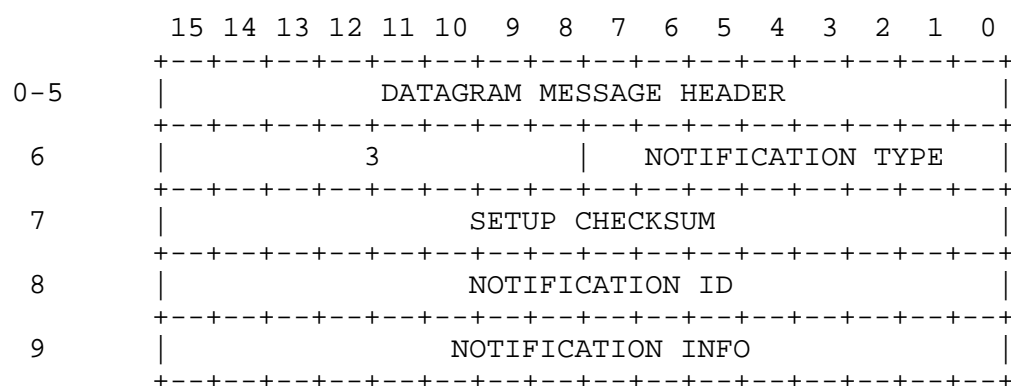 15 14 13 12 11 10 9 8 7 6 5 4 3 2 1 0
+--+--+--+--+--+--+--+--+--+--+--+--+--+--+--+--+
0-5 | DATAGRAM MESSAGE HEADER |
+--+--+--+--+--+--+--+--+--+--+--+--+--+--+--+--+
6 | 3 | NOTIFICATION TYPE |
+--+--+--+--+--+--+--+--+--+--+--+--+--+--+--+--+
7 | SETUP CHECKSUM |
+--+--+--+--+--+--+--+--+--+--+--+--+--+--+--+--+
8 | NOTIFICATION ID |
+--+--+--+--+--+--+--+--+--+--+--+--+--+--+--+--+
9 | NOTIFICATION INFO |
+--+--+--+--+--+--+--+--+--+--+--+--+--+--+--+--+